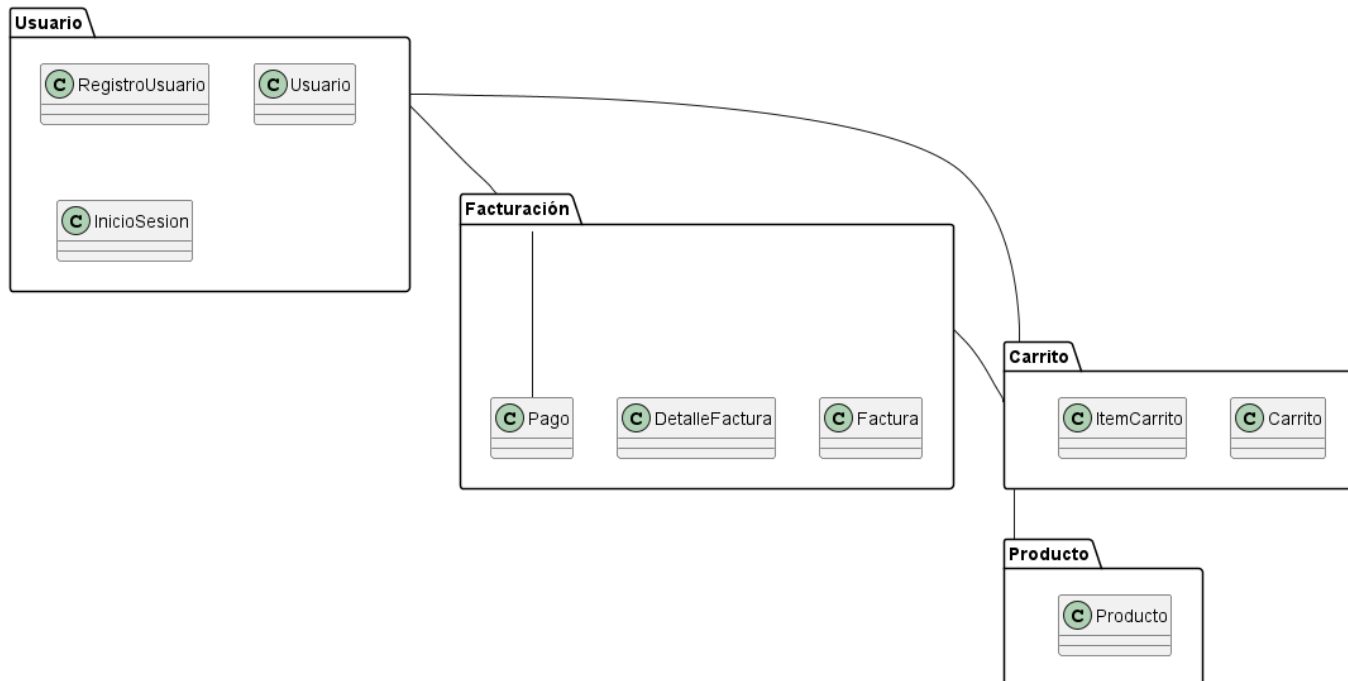 Usuario
C RegistroUsuario
C Usuario
C InicioSesion
Facturación
C Pago
C DetalleFactura
C Factura
Carrito
C ItemCarrito
C Carrito
Producto
C Producto